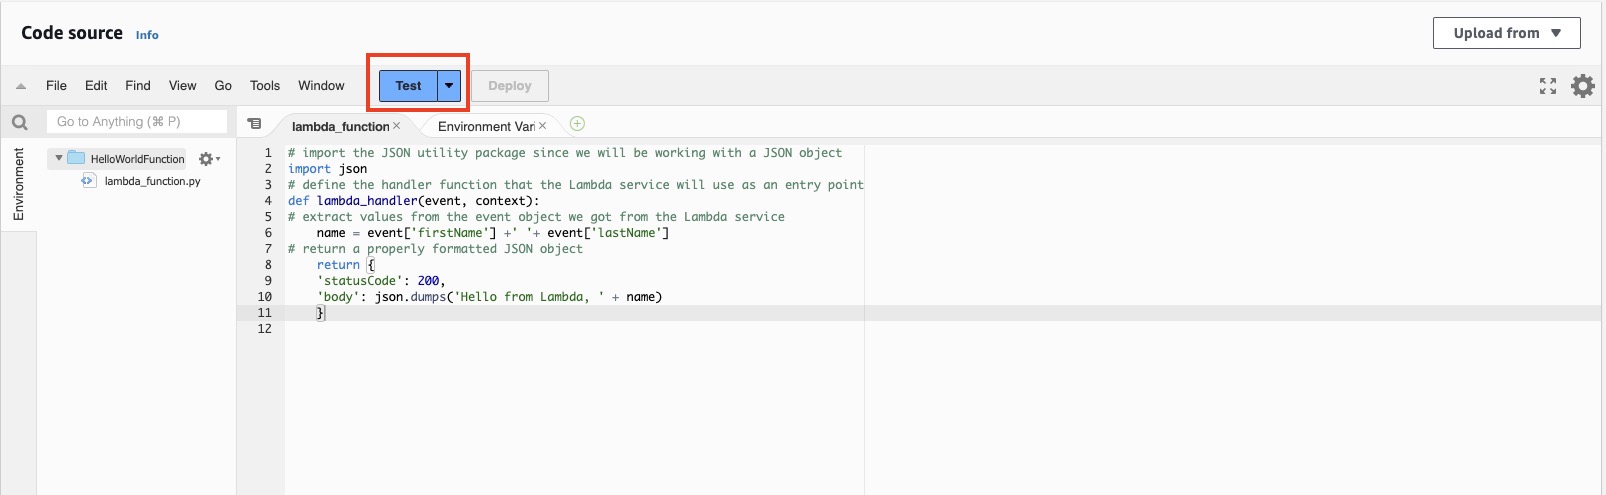 Code source Info
Upload from
File Edit Find View Go Tools Window Test Deploy
Go to Anything (⌘ P)
lambda_function × Environment Vari ×
Environment
HelloWorldFunction
lambda_function.py
1 # import the JSON utility package since we will be working with a JSON object
2 import json
3 # define the handler function that the Lambda service will use as an entry point
4 def lambda_handler(event, context):
5 # extract values from the event object we got from the Lambda service
6     name = event['firstName'] +' '+ event['lastName']
7 # return a properly formatted JSON object
8     return {
9     'statusCode': 200,
10     'body': json.dumps('Hello from Lambda, ' + name)
11     }
12